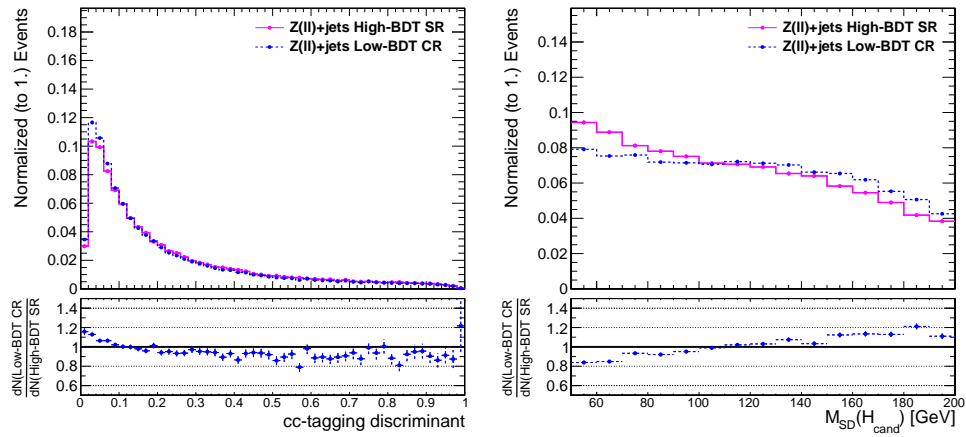 Normalized (to 1.) Events
0.14
0.12
0.1
0.08
0.06
0.04
0.02
0
Z(ll)+jets High-BDT SR
Z(ll)+jets Low-BDT CR
dN(Low-BDT CR)
dN(High-BDT SR)
1.4
1.2
1
0.8
0.6
0 0.1 0.2 0.3 0.4 0.5 0.6 0.7 0.8 0.9 1
cc-tagging discriminant
Normalized (to 1.) Events
0.14
0.12
0.1
0.08
0.06
0.04
0.02
0
Z(ll)+jets High-BDT SR
Z(ll)+jets Low-BDT CR
dN(Low-BDT CR)
dN(High-BDT SR)
1.4
1.2
1
0.8
0.6
60 80 100 120 140 160 180 200
M_SD(H_cand) [GeV]